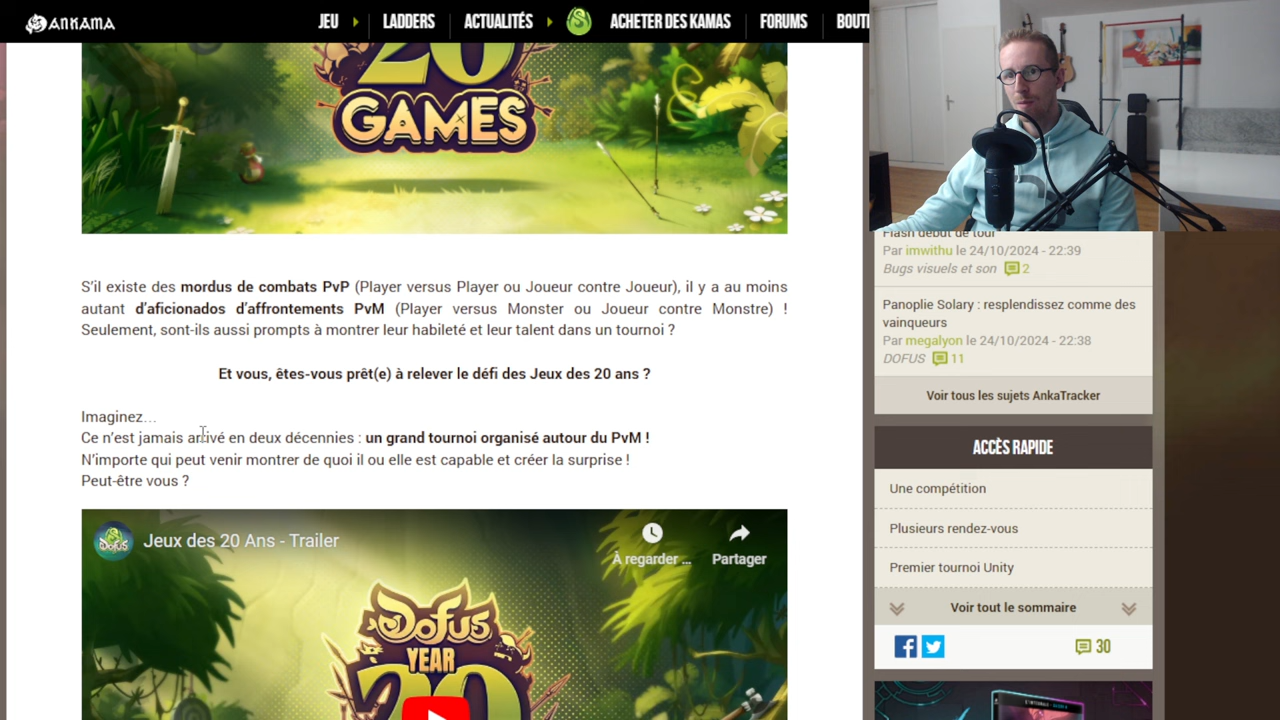 ANKAMA
JEU
LADDERS
ACTUALITÉS
ACHETER DES KAMAS
FORUMS
BOUTI
20
GAMES
S’il existe des mordus de combats PvP (Player versus Player ou Joueur contre Joueur), il y a au moins
autant d’aficionados d’affrontements PvM (Player versus Monster ou Joueur contre Monstre) !
Seulement, sont-ils aussi prompts à montrer leur habileté et leur talent dans un tournoi ?
Et vous, êtes-vous prêt(e) à relever le défi des Jeux des 20 ans ?
Imaginez…
Ce n’est jamais arrivé en deux décennies : un grand tournoi organisé autour du PvM !
N’importe qui peut venir montrer de quoi il ou elle est capable et créer la surprise !
Peut-être vous ?
DOFUS
Jeux des 20 Ans - Trailer
À regarder ...
Partager
DOFUS
YEAR
20
Flash début de tour
Par imwithu le 24/10/2024 - 22:39
Bugs visuels et son 2
Panoplie Solary : resplendissez comme des
vainqueurs
Par megalyon le 24/10/2024 - 22:38
DOFUS 11
Voir tous les sujets AnkaTracker
ACCÈS RAPIDE
Une compétition
Plusieurs rendez-vous
Premier tournoi Unity
Voir tout le sommaire
30